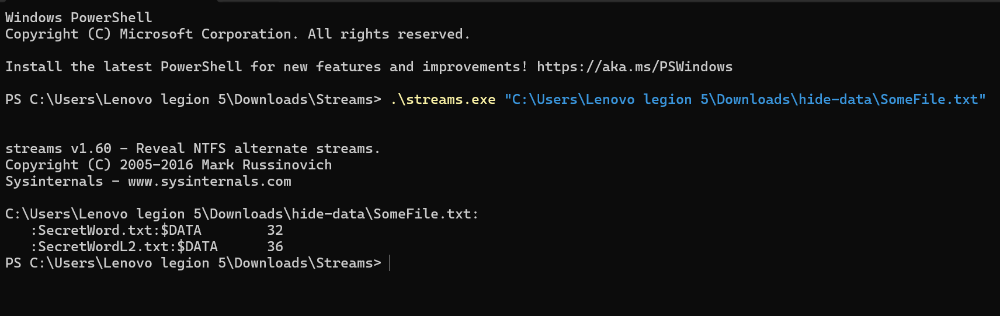 Windows PowerShell
Copyright (C) Microsoft Corporation. All rights reserved.
Install the latest PowerShell for new features and improvements! https://aka.ms/PSWindows
PS C:\Users\Lenovo legion 5\Downloads\Streams> .\streams.exe "C:\Users\Lenovo legion 5\Downloads\hide-data\SomeFile.txt"
streams v1.60 - Reveal NTFS alternate streams.
Copyright (C) 2005-2016 Mark Russinovich
Sysinternals - www.sysinternals.com
C:\Users\Lenovo legion 5\Downloads\hide-data\SomeFile.txt:
:SecretWord.txt:$DATA 32
:SecretWordL2.txt:$DATA 36
PS C:\Users\Lenovo legion 5\Downloads\Streams>